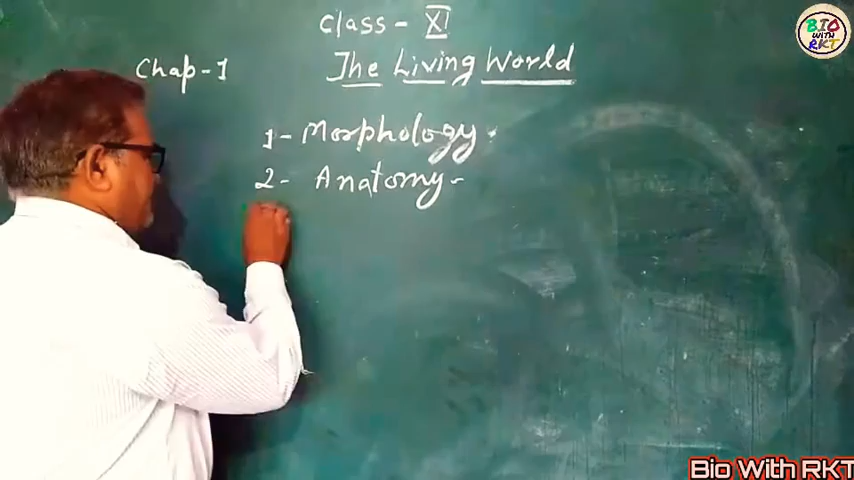 Class - XI
Chap-1
The Living World
1- Morphology -
2- Anatomy -
BIO
WITH
RKT
Bio With RKT